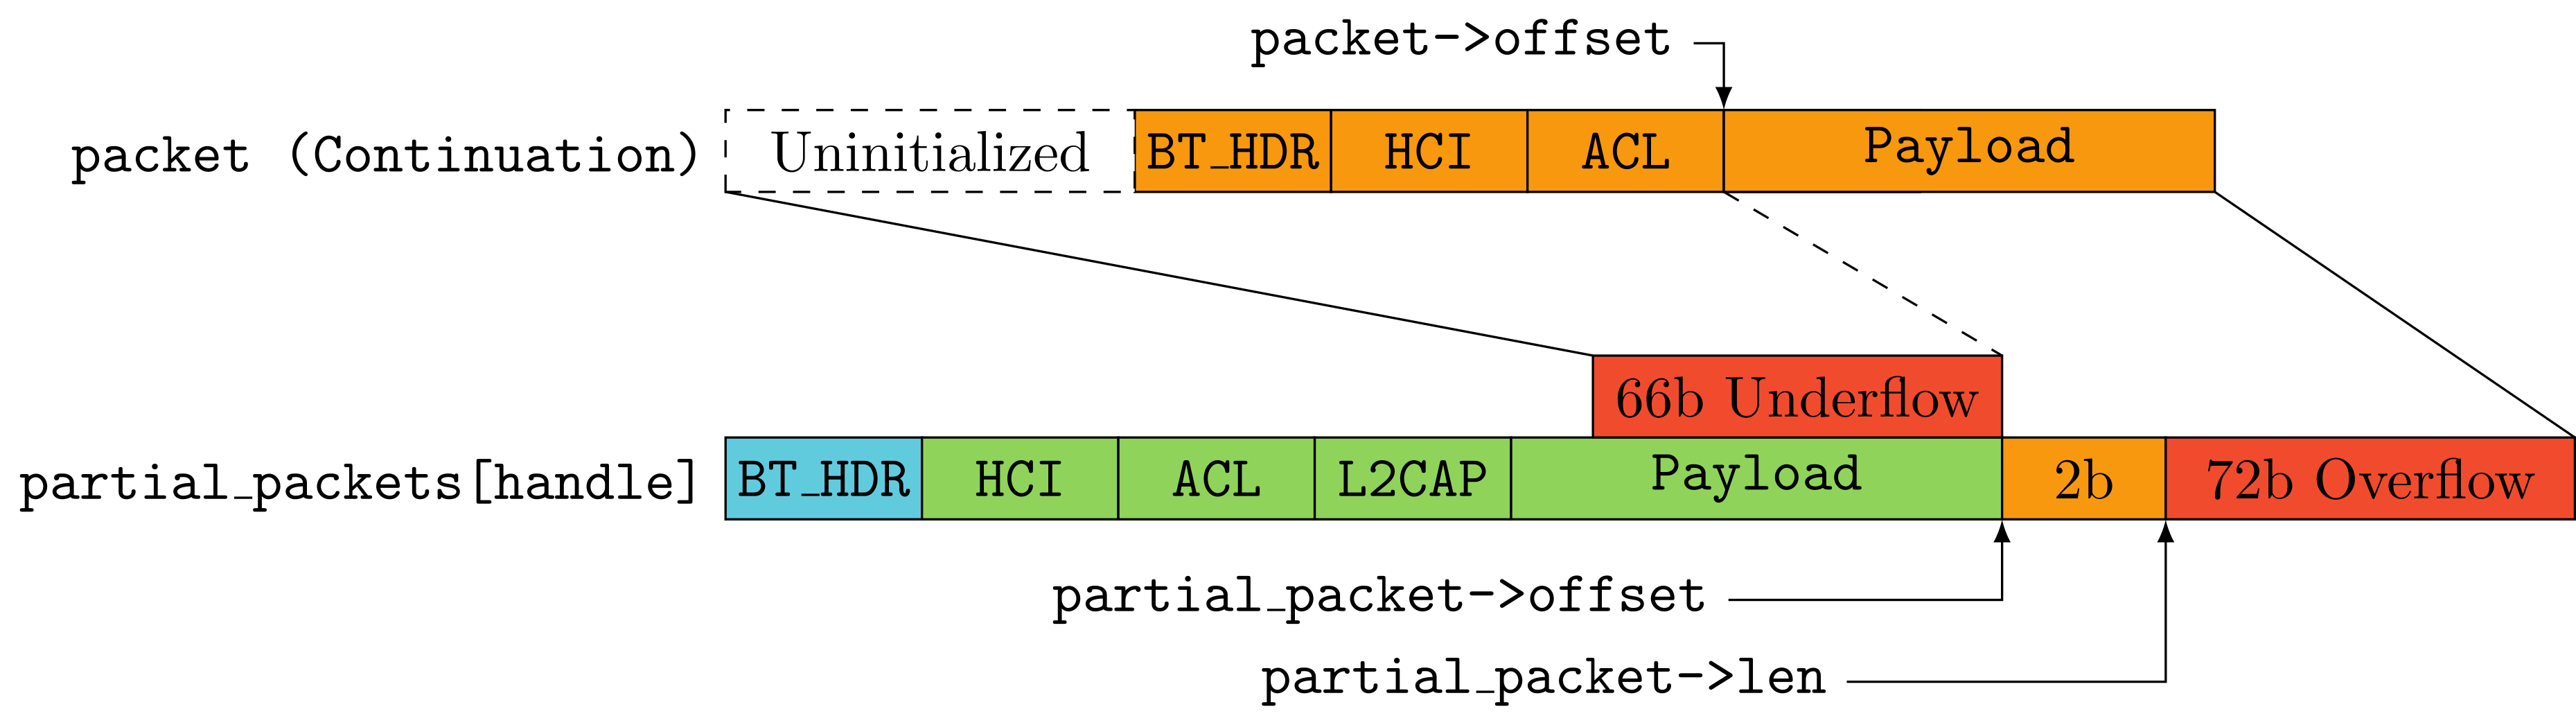 packet->offset
packet (Continuation) Uninitialized BT_HDR HCI ACL Payload
66b Underflow
partial_packets[handle] BT_HDR HCI ACL L2CAP Payload 2b 72b Overflow
partial_packet->offset
partial_packet->len